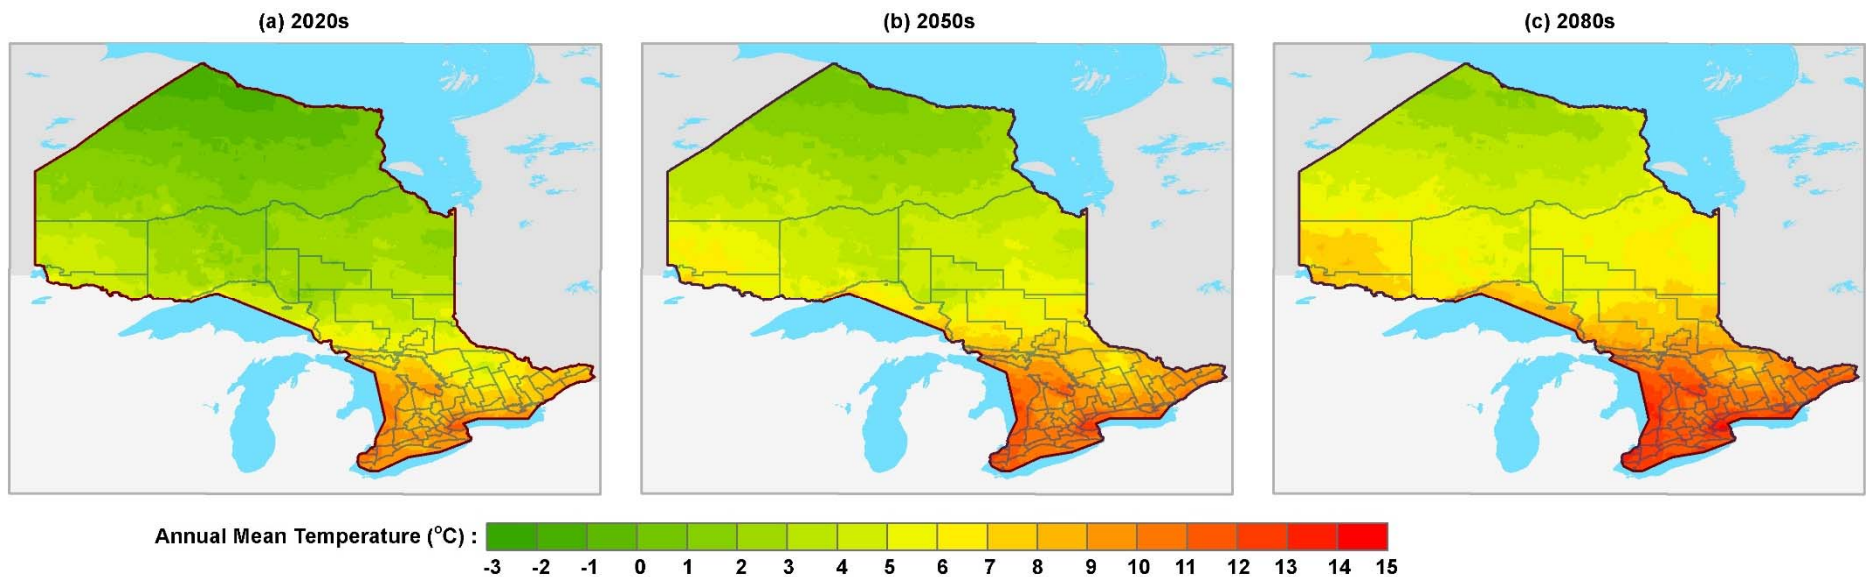 (a) 2020s (b) 2050s (c) 2080s
Annual Mean Temperature (°C) :
-3 -2 -1 0 1 2 3 4 5 6 7 8 9 10 11 12 13 14 15